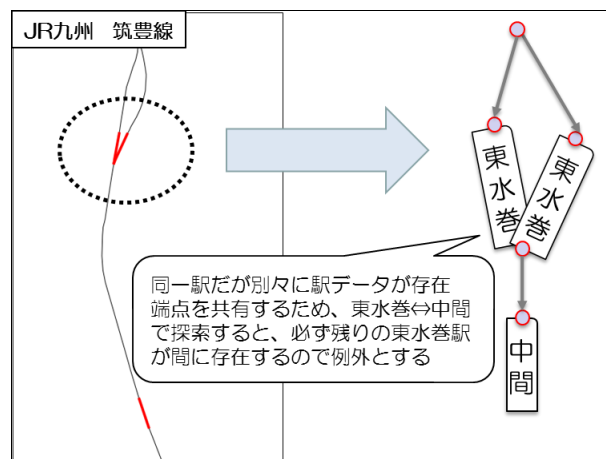 JR九州　筑豊線
東水巻
東水巻
同一駅だが別々に駅データが存在
端点を共有するため、東水巻⇔中間
で探索すると、必ず残りの東水巻駅
が間に存在するので例外とする
中間